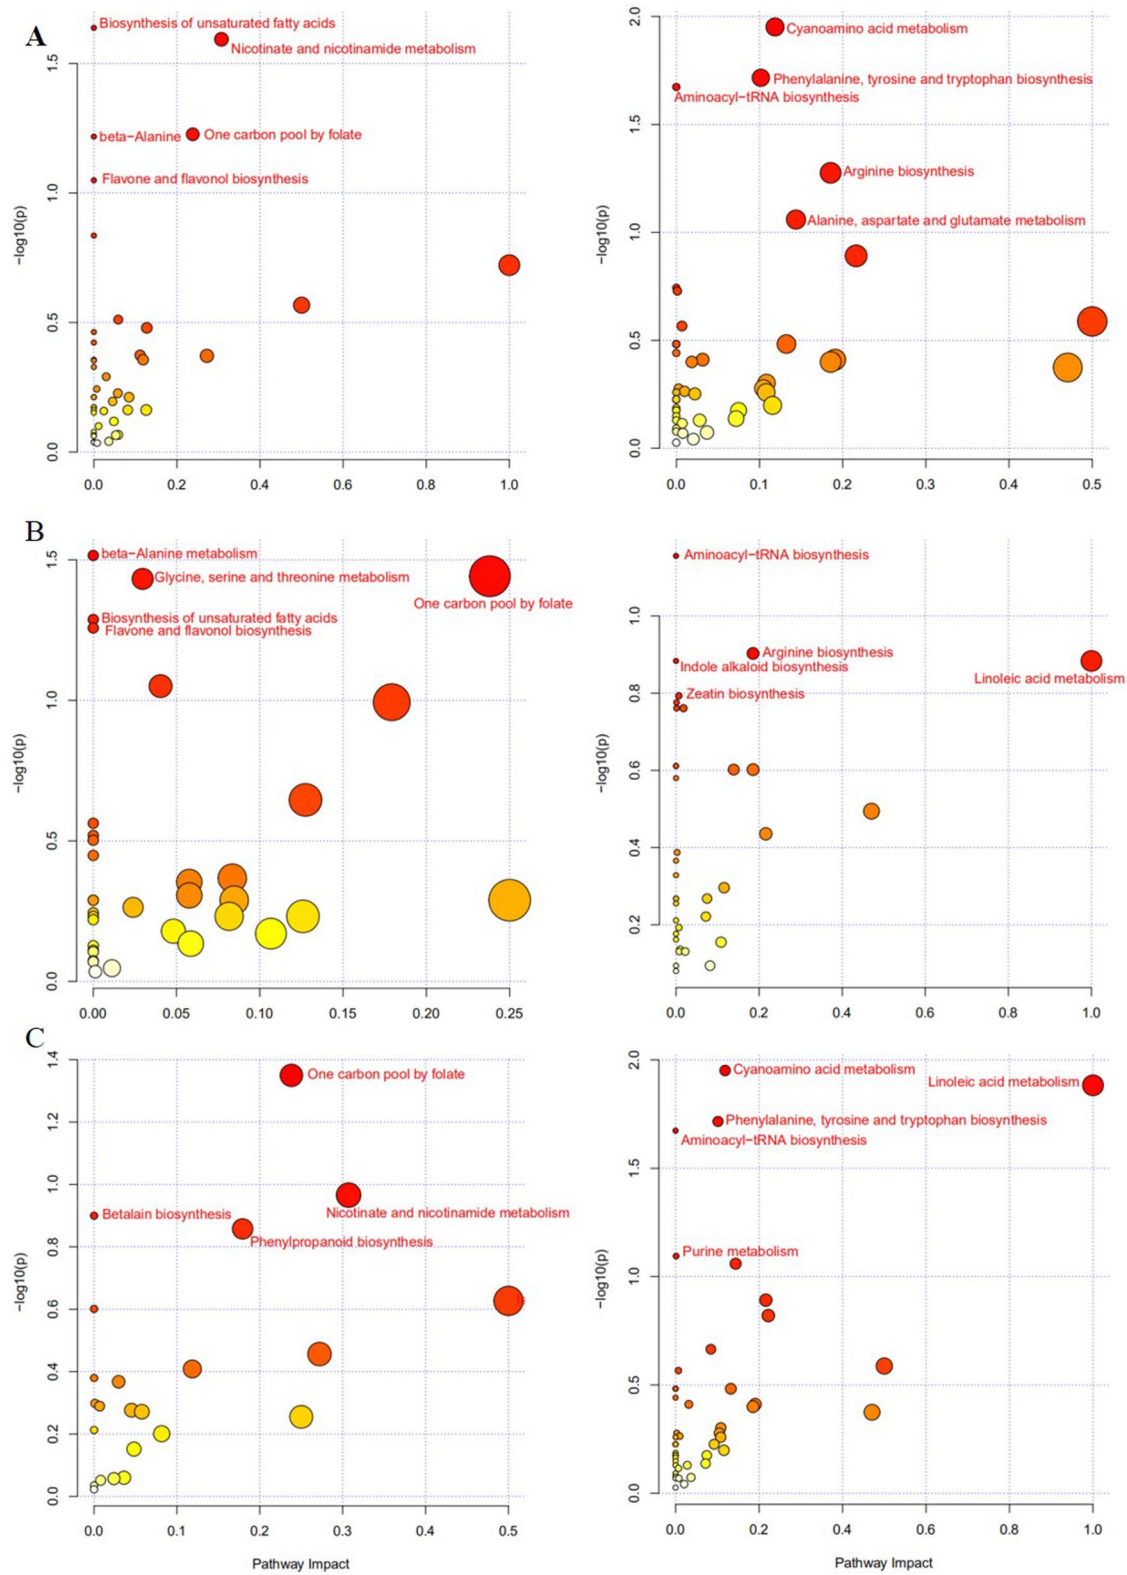 A
Biosynthesis of unsaturated fatty acids
Nicotinate and nicotinamide metabolism
beta−Alanine
One carbon pool by folate
Flavone and flavonol biosynthesis
−log10(p)
0.0
0.5
1.0
1.5
0.0 0.2 0.4 0.6 0.8 1.0
Cyanoamino acid metabolism
Phenylalanine, tyrosine and tryptophan biosynthesis
Aminoacyl−tRNA biosynthesis
Arginine biosynthesis
Alanine, aspartate and glutamate metabolism
−log10(p)
0.0
0.5
1.0
1.5
2.0
0.0 0.1 0.2 0.3 0.4 0.5
B
beta−Alanine metabolism
Glycine, serine and threonine metabolism
One carbon pool by folate
Biosynthesis of unsaturated fatty acids
Flavone and flavonol biosynthesis
−log10(p)
0.0
0.5
1.0
1.5
0.00 0.05 0.10 0.15 0.20 0.25
Aminoacyl−tRNA biosynthesis
Arginine biosynthesis
Indole alkaloid biosynthesis
Linoleic acid metabolism
Zeatin biosynthesis
−log10(p)
0.2
0.4
0.6
0.8
1.0
0.0 0.2 0.4 0.6 0.8 1.0
C
One carbon pool by folate
Nicotinate and nicotinamide metabolism
Betalain biosynthesis
Phenylpropanoid biosynthesis
−log10(p)
0.0
0.2
0.4
0.6
0.8
1.0
1.2
1.4
0.0 0.1 0.2 0.3 0.4 0.5
Pathway Impact
Cyanoamino acid metabolism
Linoleic acid metabolism
Phenylalanine, tyrosine and tryptophan biosynthesis
Aminoacyl−tRNA biosynthesis
Purine metabolism
−log10(p)
0.0
0.5
1.0
1.5
2.0
0.0 0.2 0.4 0.6 0.8 1.0
Pathway Impact